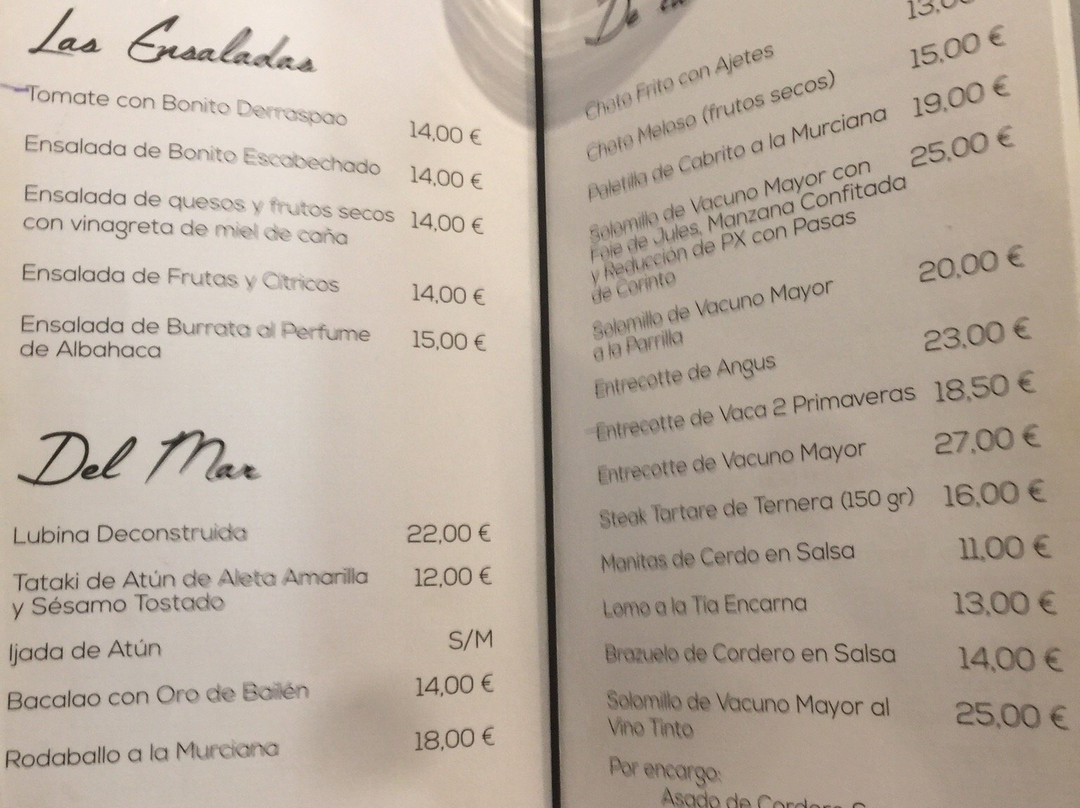 Las Ensaladas
Tomate con Bonito Derraspao 14,00 €
Ensalada de Bonito Escabechado 14,00 €
Ensalada de quesos y frutos secos 14,00 €
con vinagreta de miel de caña
Ensalada de Frutas y Cítricos 14,00 €
Ensalada de Burrata al Perfume 15,00 €
de Albahaca
Del Mar
Lubina Deconstruida 22,00 €
Tataki de Atún de Aleta Amarilla 12,00 €
y Sésamo Tostado
Ijada de Atún S/M
Bacalao con Oro de Bailén 14,00 €
Rodaballo a la Murciana 18,00 €
De
Choto Frito con Ajetes 13,00
Choto Meloso (frutos secos) 15,00 €
Paletilla de Cabrito a la Murciana 19,00 €
Solomillo de Vacuno Mayor con 25,00 €
Foie de Jules, Manzana Confitada
y Reducción de PX con Pasas
de Corinto
Solomillo de Vacuno Mayor 20,00 €
a la Parrilla
Entrecotte de Angus 23,00 €
Entrecotte de Vaca 2 Primaveras 18,50 €
Entrecotte de Vacuno Mayor 27,00 €
Steak Tartare de Ternera (150 gr) 16,00 €
Manitas de Cerdo en Salsa 11,00 €
Lomo a la Tía Encarna 13,00 €
Brazuelo de Cordero en Salsa 14,00 €
Solomillo de Vacuno Mayor al 25,00 €
Vino Tinto
Por encargo:
Asado de Cordero